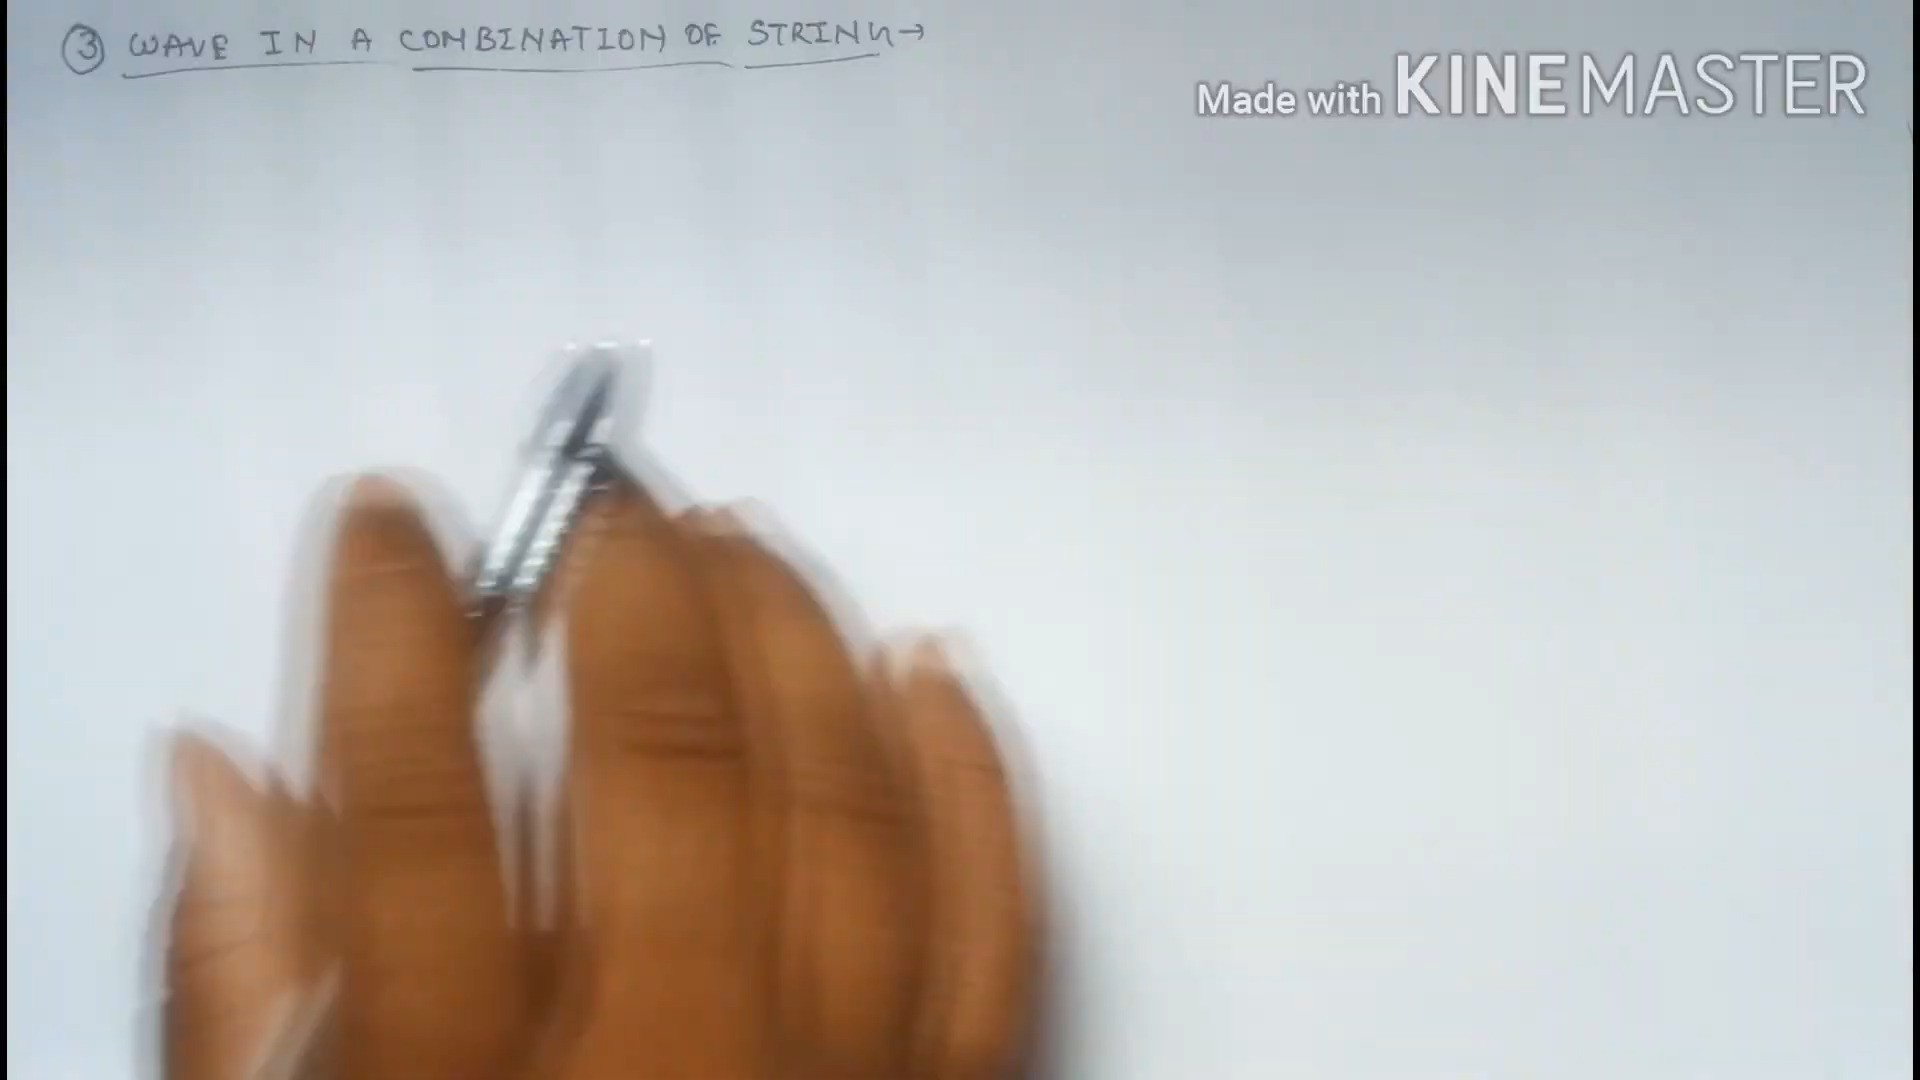 ③ WAVE IN A COMBINATION OF STRING→
Made with KINEMASTER